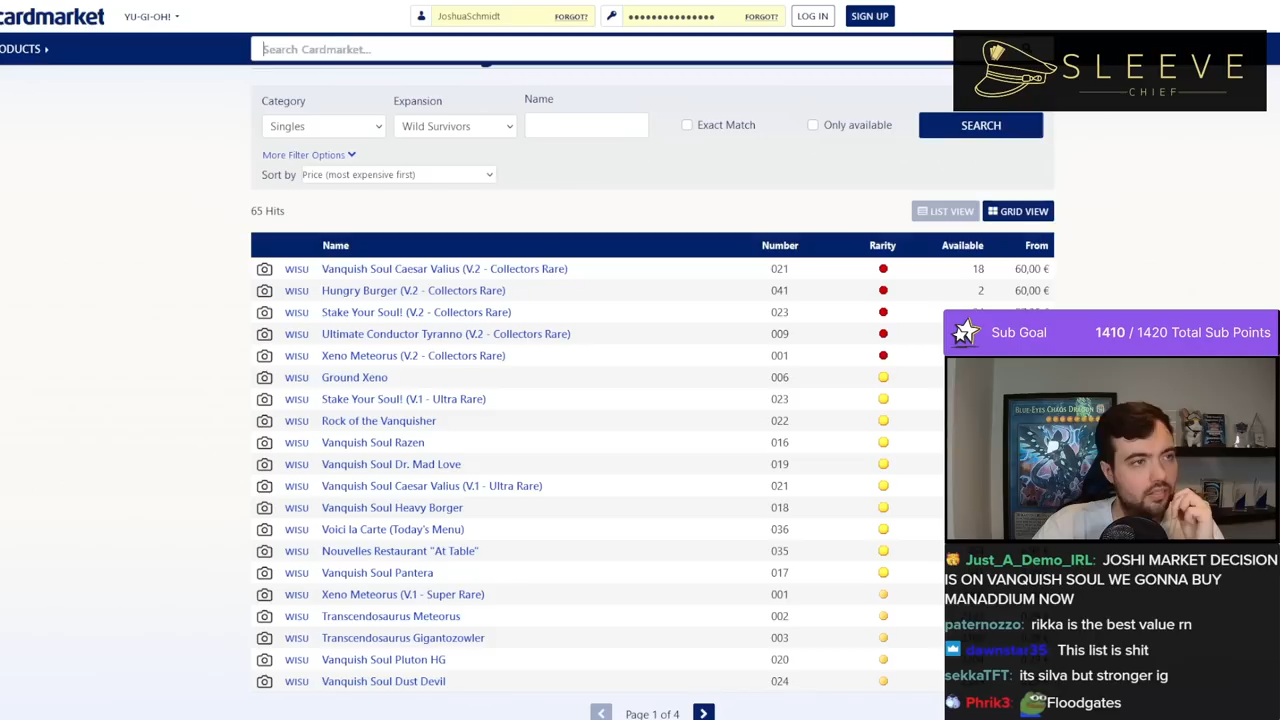 cardmarket
YU-GI-OH!
JoshuaSchmidt
FORGOT?
FORGOT?
LOG IN
SIGN UP
ODUCTS
Search Cardmarket...
SLEEVE
CHIEF
Category
Expansion
Name
Singles
Wild Survivors
Exact Match
Only available
SEARCH
More Filter Options
Sort by
Price (most expensive first)
65 Hits
LIST VIEW
GRID VIEW
Name Number Rarity Available From
WISU Vanquish Soul Caesar Valius (V.2 - Collectors Rare) 021 18 60,00 €
WISU Hungry Burger (V.2 - Collectors Rare) 041 2 60,00 €
WISU Stake Your Soul! (V.2 - Collectors Rare) 023
WISU Ultimate Conductor Tyranno (V.2 - Collectors Rare) 009
WISU Xeno Meteorus (V.2 - Collectors Rare) 001
WISU Ground Xeno 006
WISU Stake Your Soul! (V.1 - Ultra Rare) 023
WISU Rock of the Vanquisher 022
WISU Vanquish Soul Razen 016
WISU Vanquish Soul Dr. Mad Love 019
WISU Vanquish Soul Caesar Valius (V.1 - Ultra Rare) 021
WISU Vanquish Soul Heavy Borger 018
WISU Voici la Carte (Today's Menu) 036
WISU Nouvelles Restaurant "At Table" 035
WISU Vanquish Soul Pantera 017
WISU Xeno Meteorus (V.1 - Super Rare) 001
WISU Transcendosaurus Meteorus 002
WISU Transcendosaurus Gigantozowler 003
WISU Vanquish Soul Pluton HG 020
WISU Vanquish Soul Dust Devil 024
Page 1 of 4
Sub Goal 1410 / 1420 Total Sub Points
BLUE-EYES CHAOS DRAGON
Just_A_Demo_IRL: JOSHI MARKET DECISION
IS ON VANQUISH SOUL WE GONNA BUY
MANADDIUM NOW
paternozzo: rikka is the best value rn
dawnstar35 This list is shit
sekkaTFT: its silva but stronger ig
Phrik3: Floodgates